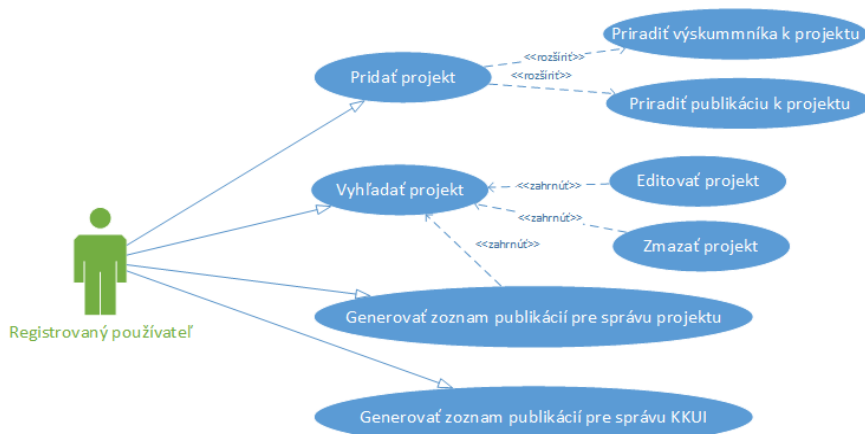 Priradiť výskummníka k projektu
<<rozšíriť>>
Pridať projekt
<<rozšíriť>>
Priradiť publikáciu k projektu
Vyhľadať projekt
<<zahrnúť>>
Editovať projekt
<<zahrnúť>>
Zmazať projekt
<<zahrnúť>>
Generovať zoznam publikácií pre správu projektu
Registrovaný používateľ
Generovať zoznam publikácií pre správu KKUI